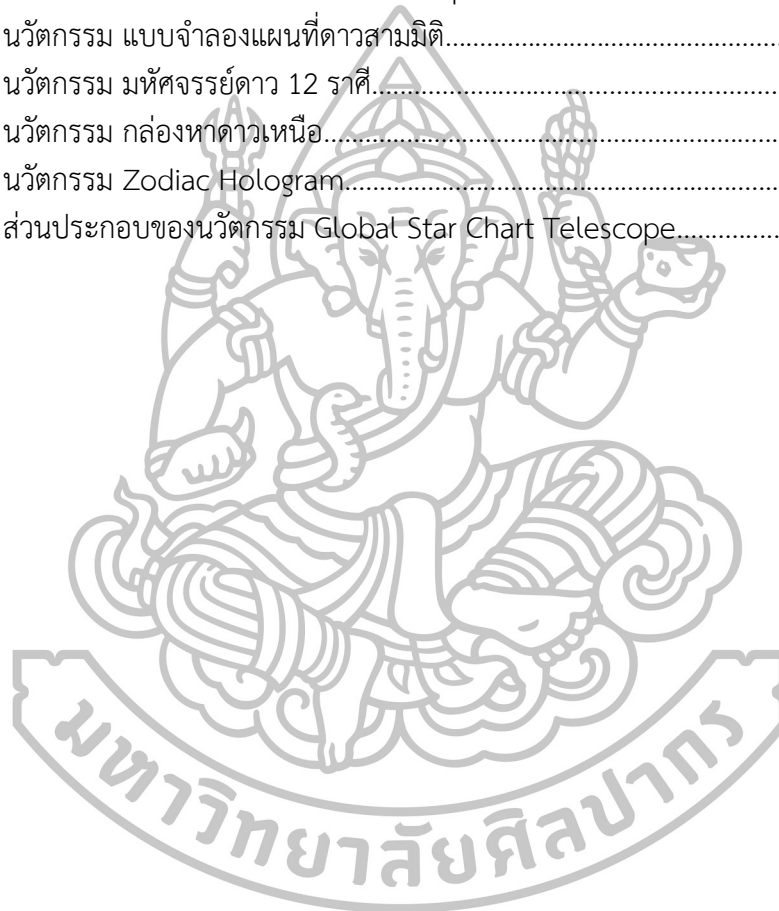 นวัตกรรม แบบจำลองแผนที่ดาวสามมิติ
นวัตกรรม มหัศจรรย์ดาว 12 ราศี
นวัตกรรม กล่องหาดาวเหนือ
นวัตกรรม Zodiac Hologram
ส่วนประกอบของนวัตกรรม Global Star Chart Telescope
มหาวิทยาลัยศิลปากร